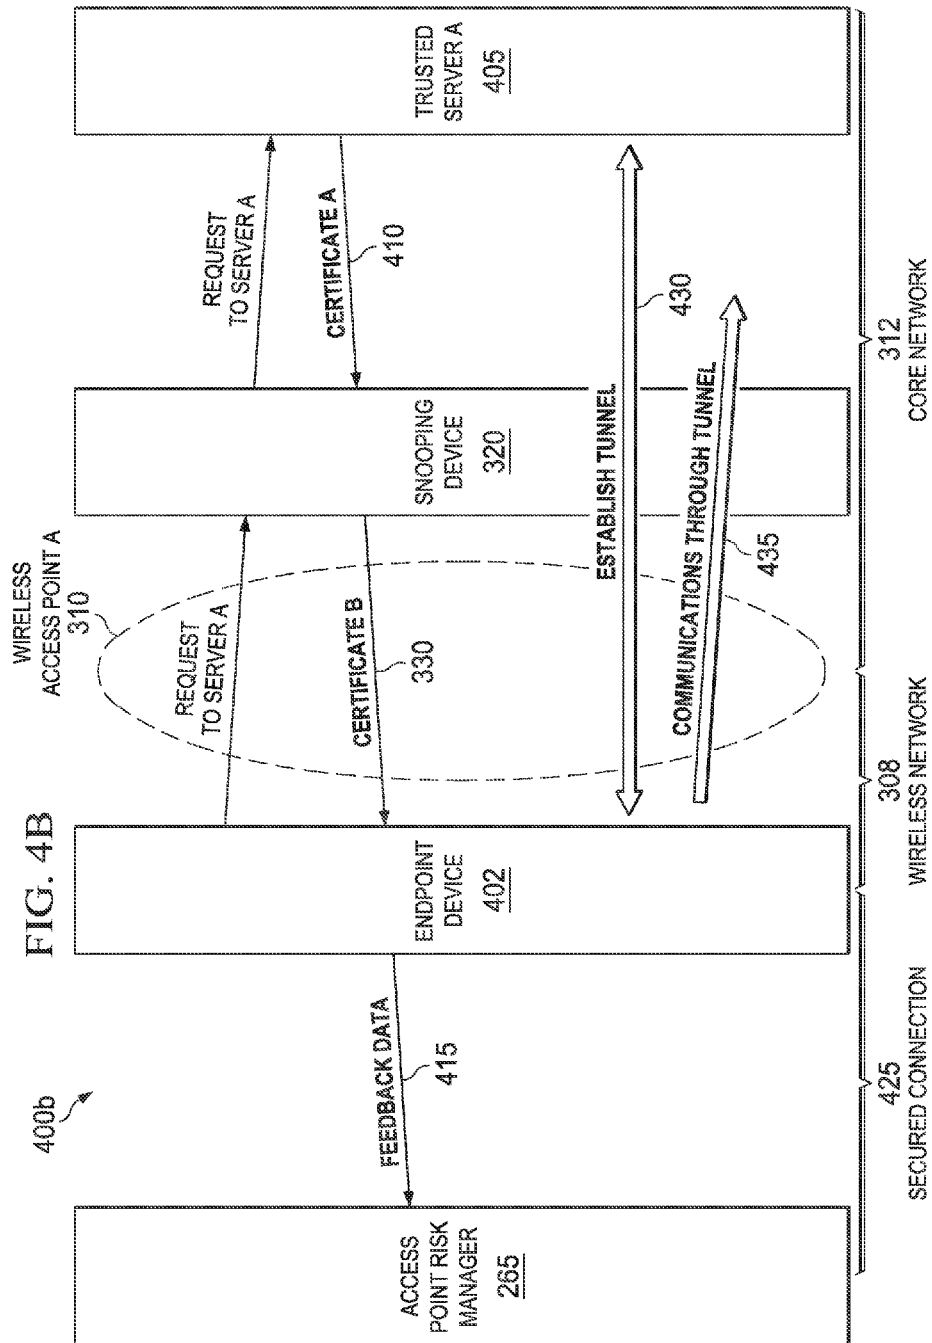 FIG. 4B
400b
WIRELESS
ACCESS POINT A
310
ACCESS
POINT RISK
MANAGER
265
ENDPOINT
DEVICE
402
SNOOPING
DEVICE
320
TRUSTED
SERVER A
405
REQUEST
TO SERVER A
REQUEST
TO SERVER A
CERTIFICATE A
410
CERTIFICATE B
330
FEEDBACK DATA
415
ESTABLISH TUNNEL
430
COMMUNICATIONS THROUGH TUNNEL
435
425
SECURED CONNECTION
308
WIRELESS NETWORK
312
CORE NETWORK